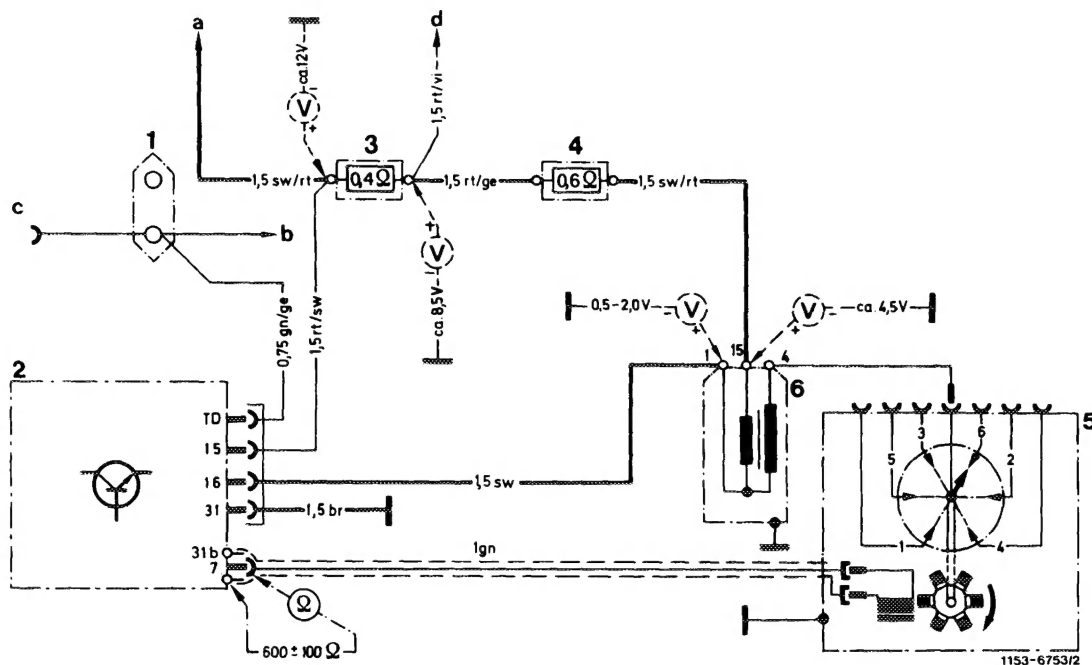 a
d
ca.12V
–
V
+
1,5 rt/vi
1
3
4
1,5 sw/rt
0,4Ω
1,5 rt/ge
0,6Ω
1,5 sw/rt
c
b
+
V
–
ca. 8,5V
0,75 gn/ge
1,5 rt/sw
0,5-2,0V
V
–
+
V
–
+
ca. 4,5V
1
15
4
2
6
5
TD
15
16
1,5 sw
31
1,5 br
3
6
5
2
1
4
31b
7
1gn
Ω
600 ± 100 Ω
1153-6753/2